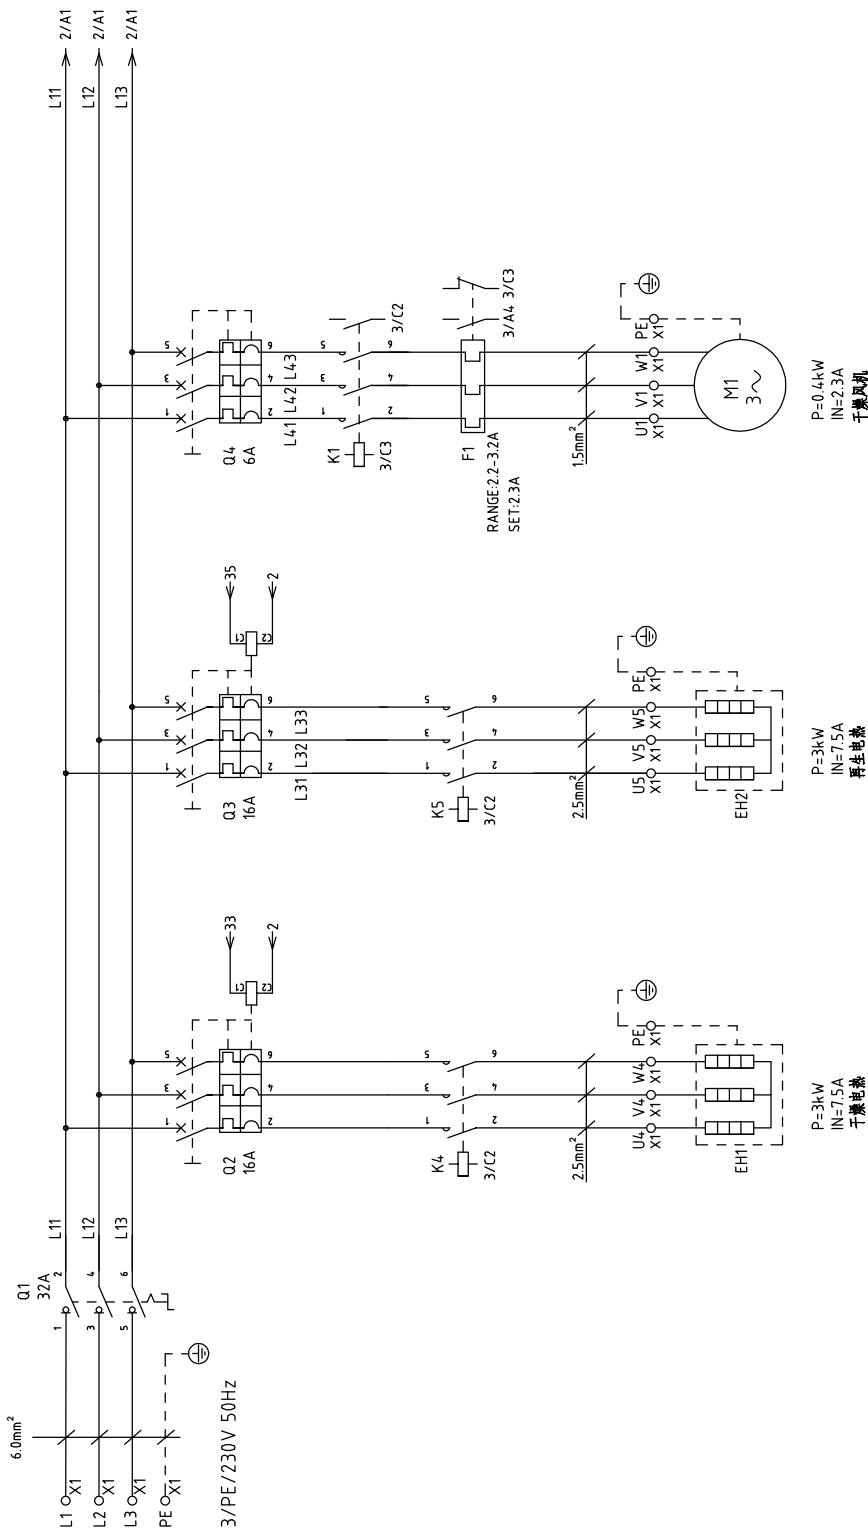 L1
X1
L2
X1
L3
X1
PE
X1
6.0mm²
3/PE/230V 50Hz
Q1
32A
1
2
3
4
5
6
L11
L12
L13
Q2
16A
1
3
5
2
4
6
C1
C2
33
2
K4
3/C2
1
3
5
2
4
6
2.5mm²
U4
X1
V4
X1
W4
X1
PE
X1
EH1
P=3kW
IN=7.5A
干燥电热
Q3
16A
1
3
5
2
4
6
C1
C2
35
2
L31
L32
L33
K5
3/C2
1
3
5
2
4
6
2.5mm²
U5
X1
V5
X1
W5
X1
PE
X1
EH2
P=3kW
IN=7.5A
再生电热
Q4
6A
1
3
5
2
4
6
L41
L42
L43
K1
3/C3
1
3
5
2
4
6
3/C2
F1
RANGE:2.2-3.2A
SET:2.3A
3/A4
3/C3
1.5mm²
U1
X1
V1
X1
W1
X1
PE
X1
M1
3~
P=0.4kW
IN=2.3A
干燥风机
L11
2/A1
L12
2/A1
L13
2/A1